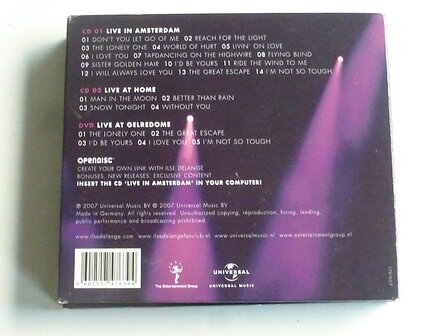 CD 01 LIVE IN AMSTERDAM
01 DON'T YOU LET GO OF ME 02 REACH FOR THE LIGHT
03 THE LONELY ONE 04 WORLD OF HURT 05 LIVIN' ON LOVE
06 I LOVE YOU 07 TAPDANCING ON THE HIGHWIRE 08 FLYING BLIND
09 SISTER GOLDEN HAIR 10 I'D BE YOURS 11 RIDE THE WIND TO ME
12 I WILL ALWAYS LOVE YOU 13 THE GREAT ESCAPE 14 I'M NOT SO TOUGH
CD 02 LIVE AT HOME
01 MAN IN THE MOON 02 BETTER THAN RAIN
03 SNOW TONIGHT 04 WITHOUT YOU
DVD LIVE AT GELREDOME
01 THE LONELY ONE 02 THE GREAT ESCAPE
03 I'D BE YOURS 04 I LOVE YOU 05 I'M NOT SO TOUGH
OPENDISC
CREATE YOUR OWN LINK WITH ILSE DELANGE
BONUSES, NEW RELEASES, EXCLUSIVE CONTENT
INSERT THE CD 'LIVE IN AMSTERDAM' IN YOUR COMPUTER!
℗ 2007 Universal Music BV © 2007 Universal Music BV
Made in Germany. All rights reserved. Unauthorized copying, reproduction, hiring, lending,
public performance and broadcasting prohibited.
www.ilsedelange.com www.ilsedelangefanclub.nl www.universalmusic.nl www.entertainmentgroup.nl
The Entertainment Group
UNIVERSAL
UNIVERSAL MUSIC